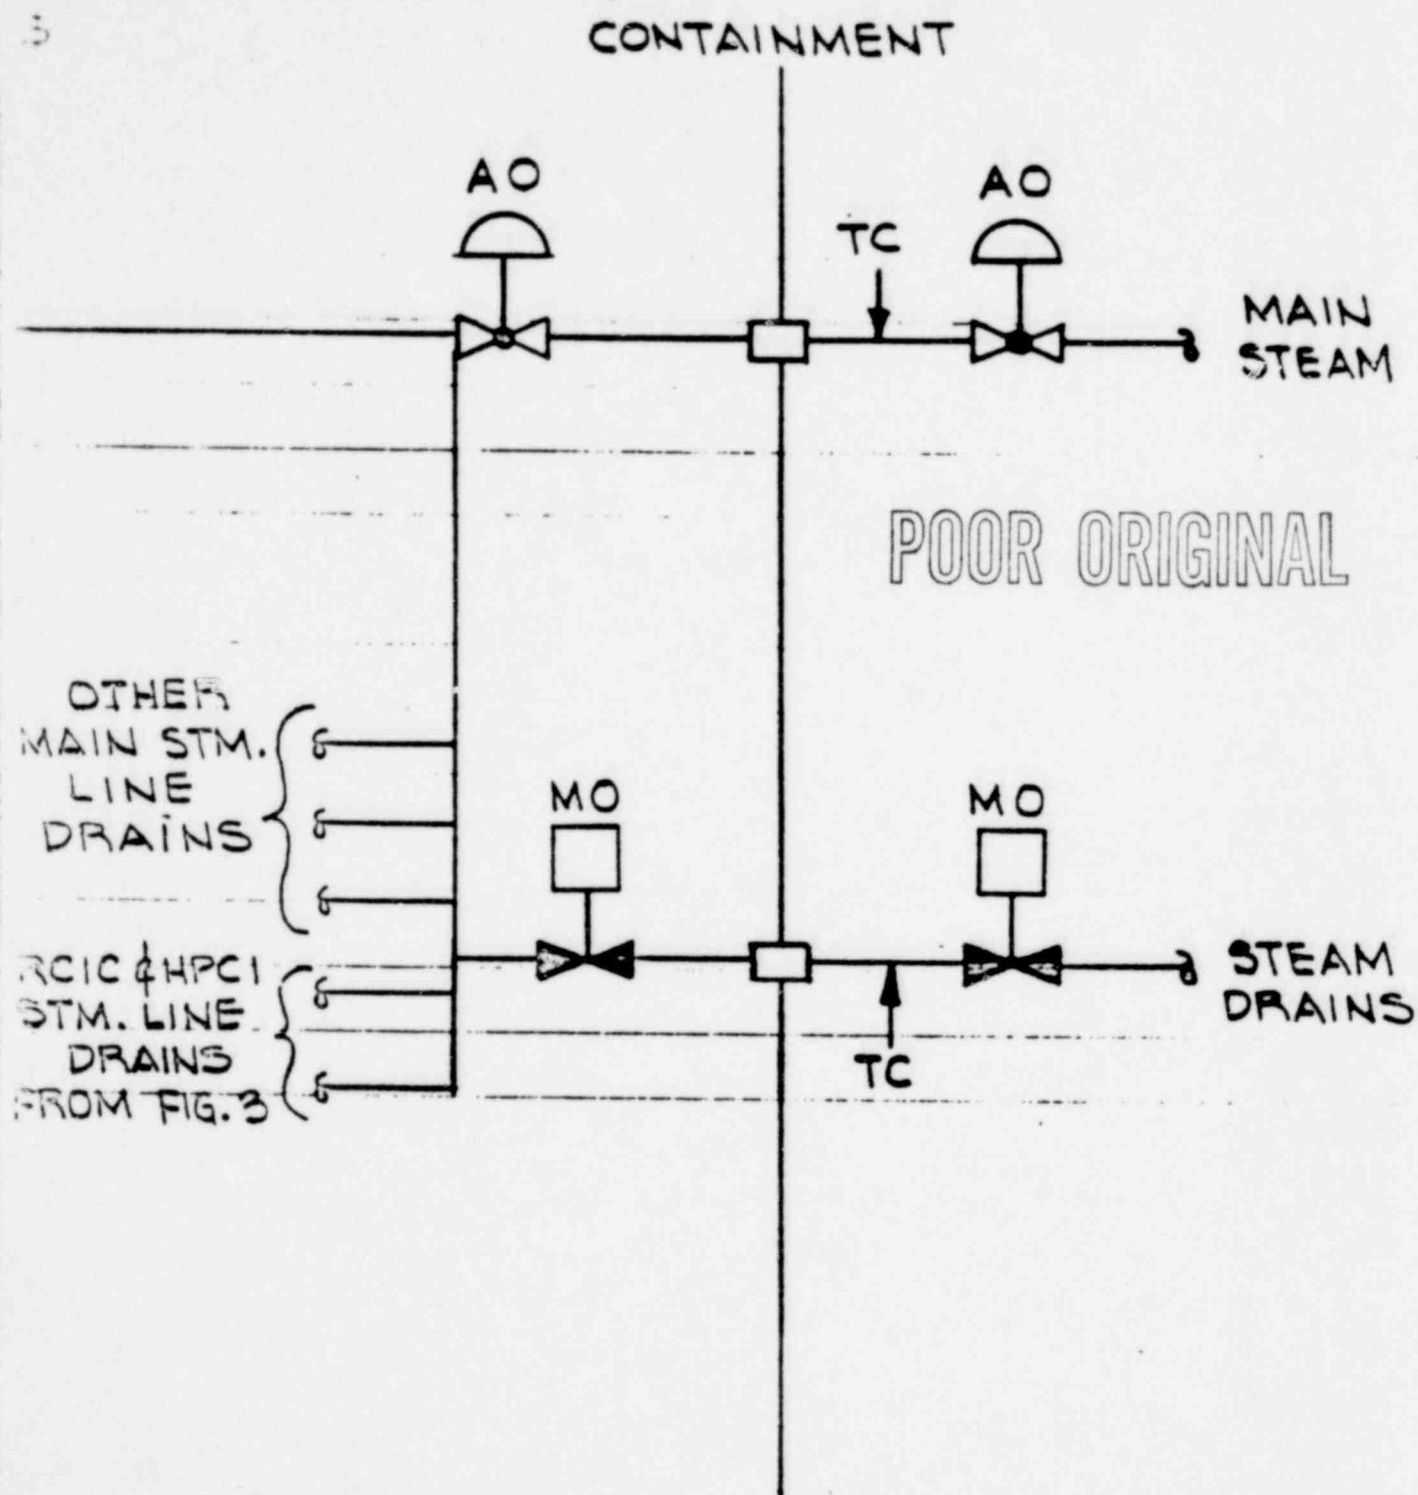 CONTAINMENT
AO
AO
TC
MAIN
STEAM
POOR ORIGINAL
OTHER
MAIN STM.
LINE
DRAINS
MO
MO
RCIC & HPCI
STM. LINE
DRAINS
FROM FIG. 3
STEAM
DRAINS
TC